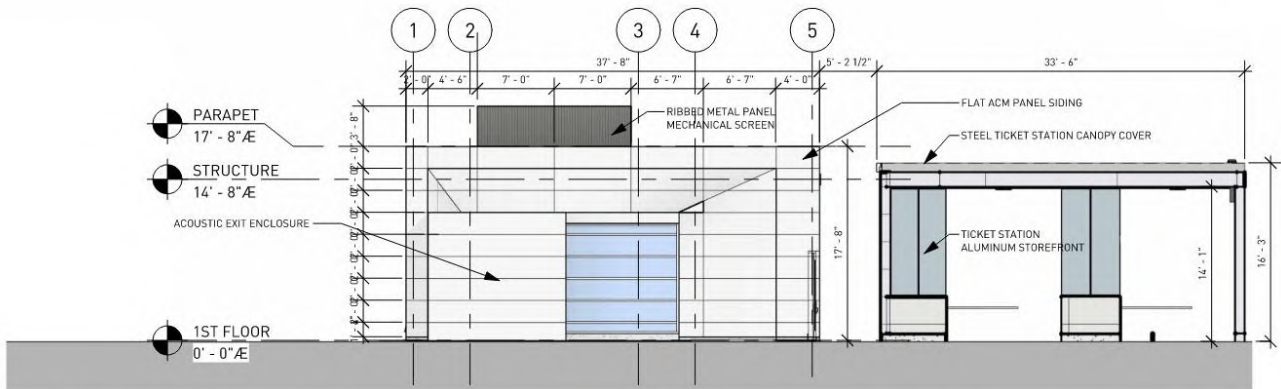 1
2
3
4
5
37' - 8"
5' - 2 1/2"
33' - 6"
2' - 0"
4' - 6"
7' - 0"
7' - 0"
6' - 7"
6' - 7"
4' - 0"
PARAPET
17' - 8"Æ
3' - 8"
RIBBED METAL PANEL
MECHANICAL SCREEN
FLAT ACM PANEL SIDING
STEEL TICKET STATION CANOPY COVER
STRUCTURE
14' - 8"Æ
ACOUSTIC EXIT ENCLOSURE
17' - 8"
TICKET STATION
ALUMINUM STOREFRONT
14' - 1"
16' - 3"
1ST FLOOR
0' - 0"Æ